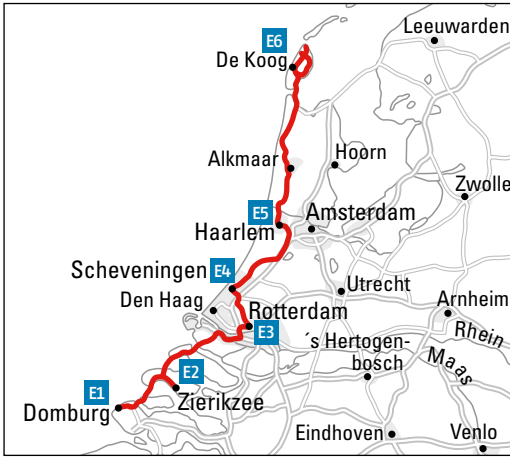 Leeuwarden
E6
De Koog
Alkmaar
Hoorn
Zwolle
E5
Haarlem
Amsterdam
Scheveningen
E4
Den Haag
Utrecht
Arnheim
Rotterdam
E3
Rhein
´s Hertogen-
bosch
Maas
E1
E2
Domburg
Zierikzee
Eindhoven
Venlo